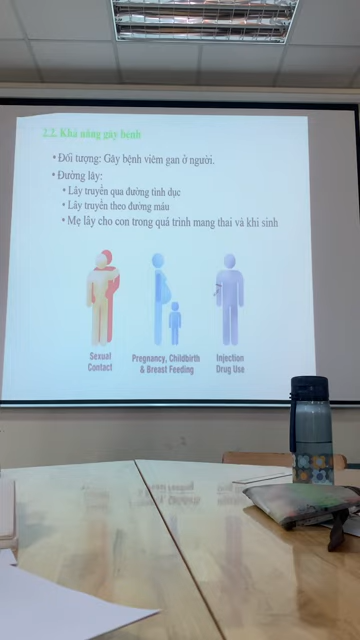 2.2. Khả năng gây bệnh
• Đối tượng: Gây bệnh viêm gan ở người.
• Đường lây:
• Lây truyền qua đường tình dục
• Lây truyền theo đường máu
• Mẹ lây cho con trong quá trình mang thai và khi sinh
Sexual
Contact
Pregnancy, Childbirth
& Breast Feeding
Injection
Drug Use